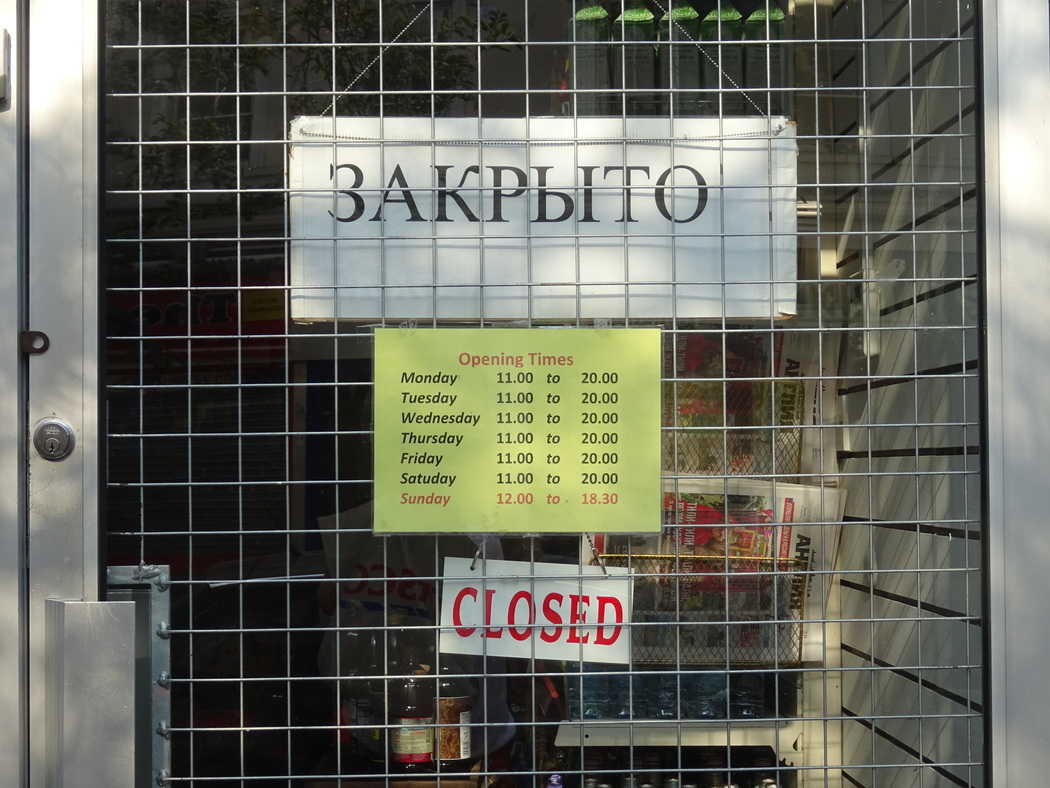 ЗАКРЫТО
Opening Times
Monday 11.00 to 20.00
Tuesday 11.00 to 20.00
Wednesday 11.00 to 20.00
Thursday 11.00 to 20.00
Friday 11.00 to 20.00
Satuday 11.00 to 20.00
Sunday 12.00 to 18.30
CLOSED